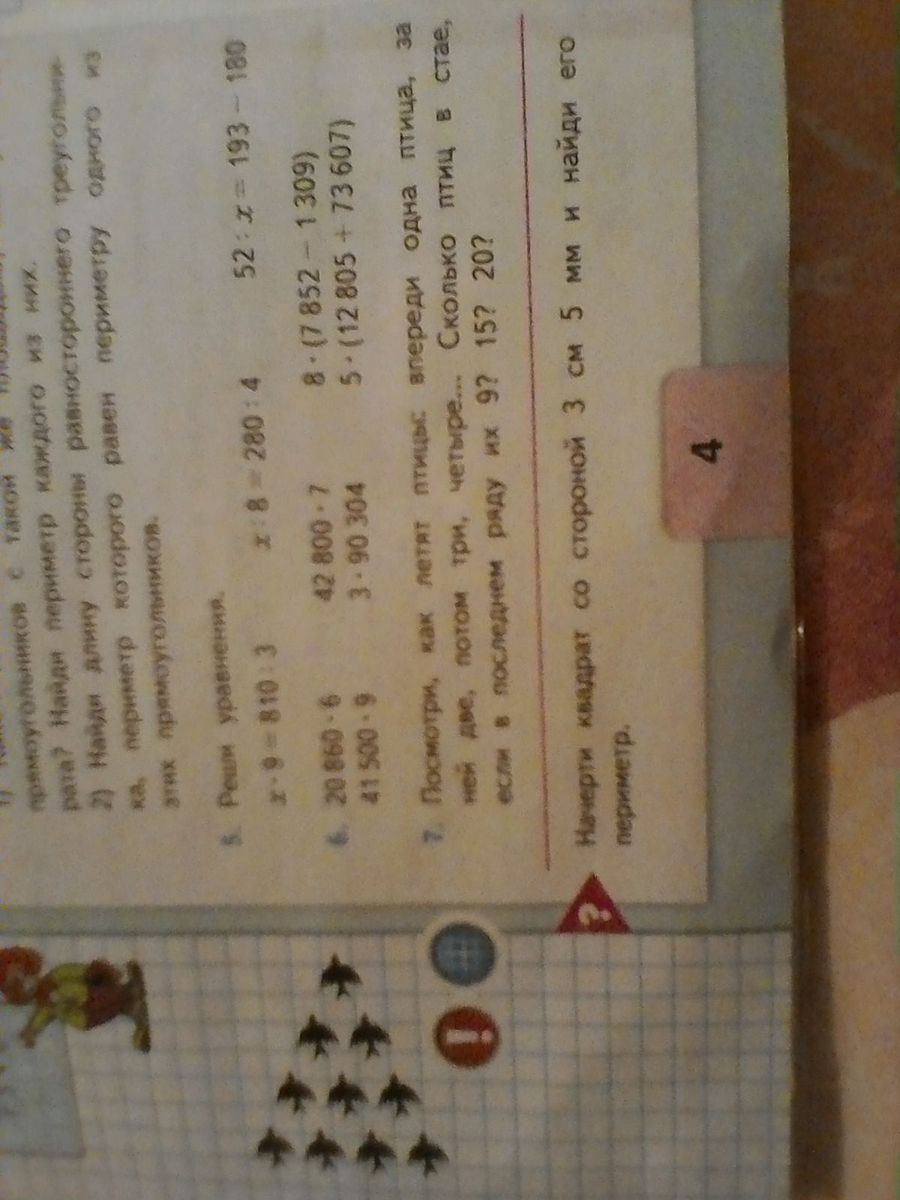 прямоугольников с такой же
рата? Найди периметр каждого из них.
2) Найди длину стороны равностороннего треугольни-
ка, периметр которого равен периметру одного из
этих прямоугольников.
5. Реши уравнения.
x · 9 = 810 : 3 x : 8 = 280 : 4 52 : x = 193 − 180
6. 20 860 · 6 42 800 · 7 8 · (7 852 − 1 309)
41 500 · 9 3 · 90 304 5 · (12 805 + 73 607)
7. Посмотри, как летят птицы: впереди одна птица, за
ней две, потом три, четыре... Сколько птиц в стае,
если в последнем ряду их 9? 15? 20?
? Начерти квадрат со стороной 3 см 5 мм и найди его
периметр.
4